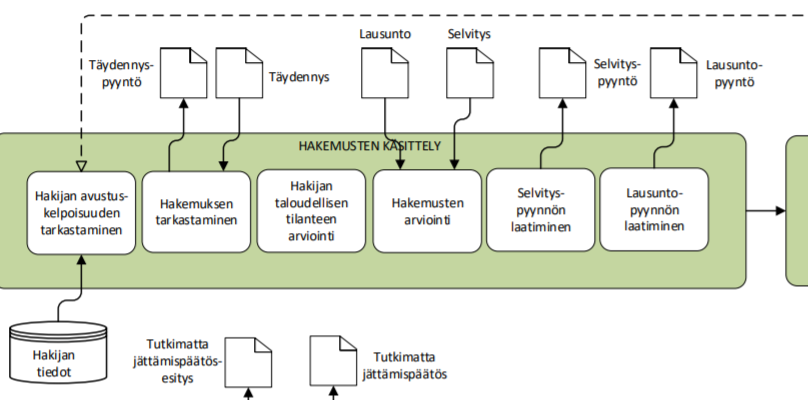 Lausunto
Selvitys
Täydennys-
pyyntö
Täydennys
Selvitys-
pyyntö
Lausunto-
pyyntö
HAKEMUSTEN KÄSITTELY
Hakijan avustus-
kelpoisuuden
tarkastaminen
Hakemuksen
tarkastaminen
Hakijan
taloudellisen
tilanteen
arviointi
Hakemusten
arviointi
Selvitys-
pyynnön
laatiminen
Lausunto-
pyynnön
laatiminen
Hakijan
tiedot
Tutkimatta
jättämispäätös-
esitys
Tutkimatta
jättämispäätös